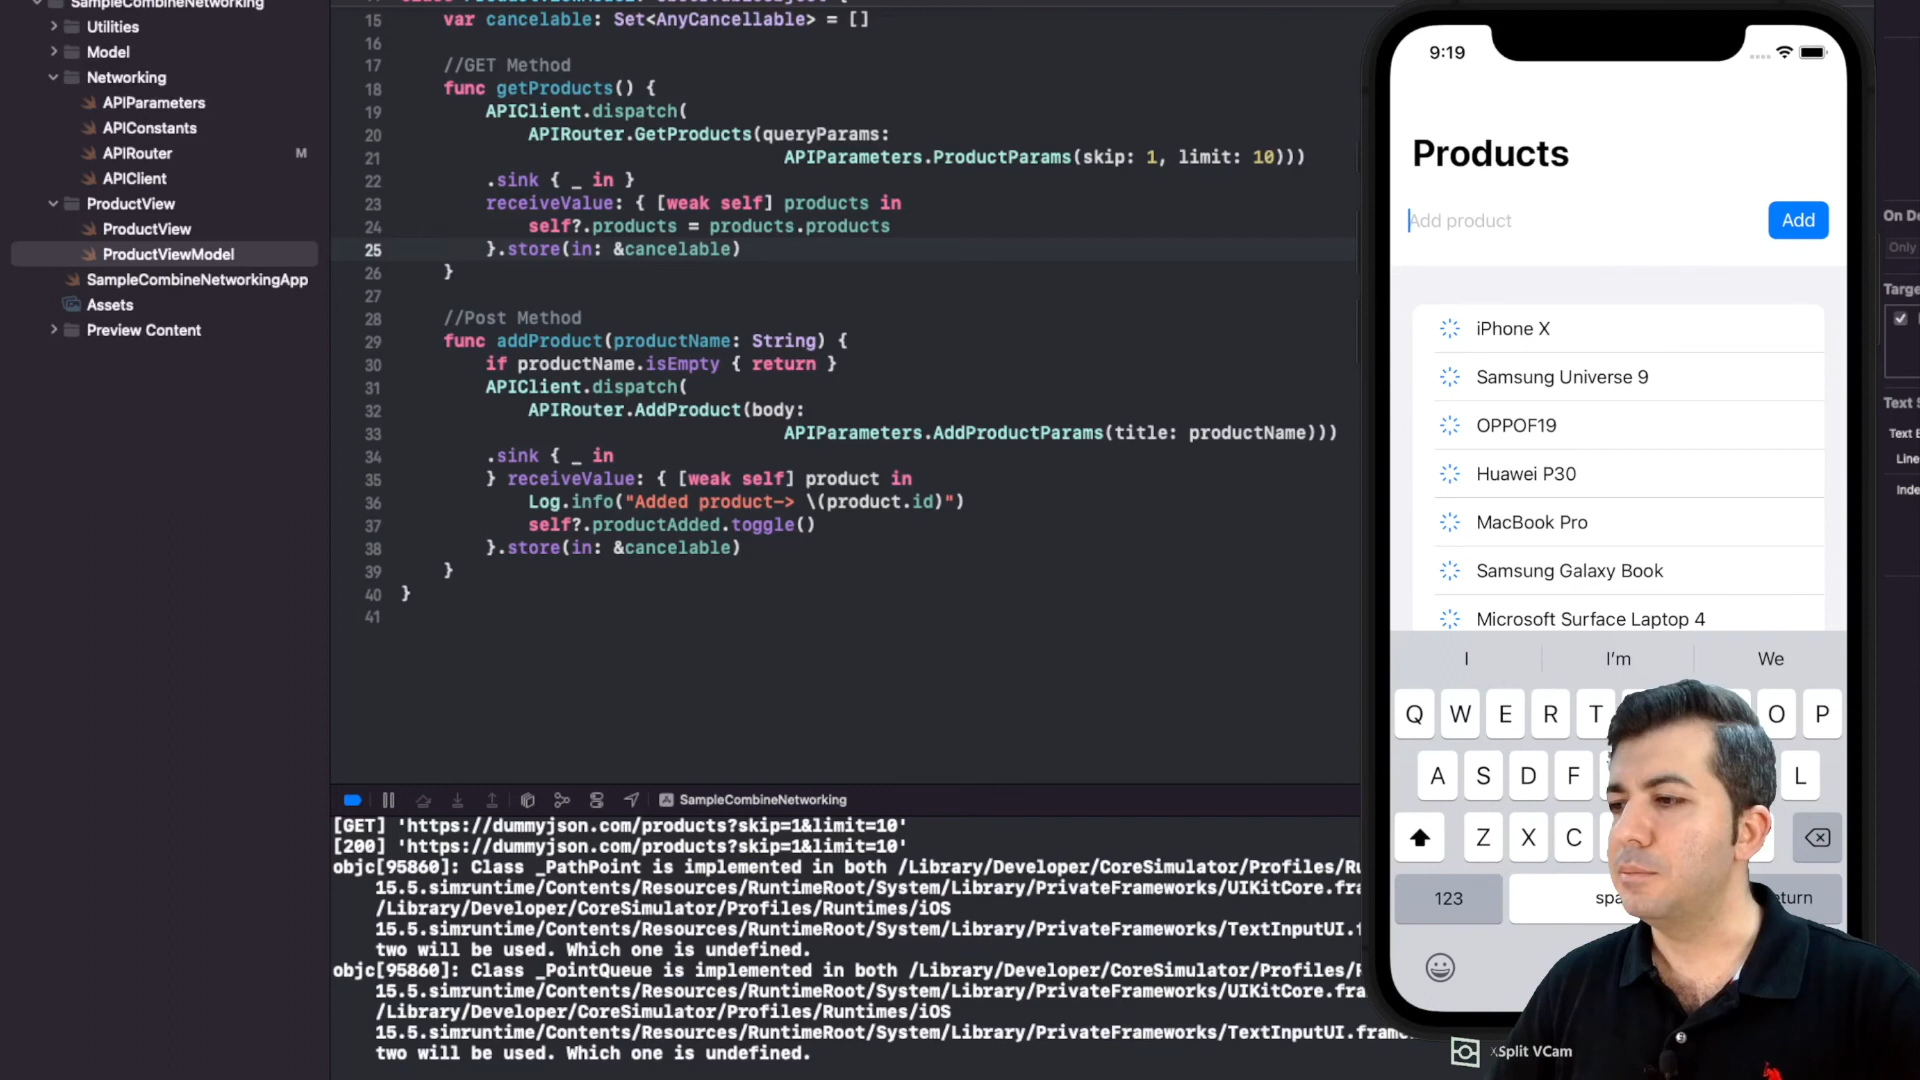 SampleCombineNetworking
Utilities
Model
Networking
APIParameters
APIConstants
APIRouter M
APIClient
ProductView
ProductView
ProductViewModel
SampleCombineNetworkingApp
Assets
Preview Content
15 var cancelable: Set<AnyCancellable> = []
16
17 //GET Method
18 func getProducts() {
19 APIClient.dispatch(
20 APIRouter.GetProducts(queryParams:
21 APIParameters.ProductParams(skip: 1, limit: 10)))
22 .sink { _ in }
23 receiveValue: { [weak self] products in
24 self?.products = products.products
25 }.store(in: &cancelable)
26 }
27
28 //Post Method
29 func addProduct(productName: String) {
30 if productName.isEmpty { return }
31 APIClient.dispatch(
32 APIRouter.AddProduct(body:
33 APIParameters.AddProductParams(title: productName)))
34 .sink { _ in
35 } receiveValue: { [weak self] product in
36 Log.info("Added product-> \(product.id)")
37 self?.productAdded.toggle()
38 }.store(in: &cancelable)
39 }
40 }
41
SampleCombineNetworking
[GET] 'https://dummyjson.com/products?skip=1&limit=10'
[200] 'https://dummyjson.com/products?skip=1&limit=10'
objc[95860]: Class _PathPoint is implemented in both /Library/Developer/CoreSimulator/Profiles/Ru
15.5.simruntime/Contents/Resources/RuntimeRoot/System/Library/PrivateFrameworks/UIKitCore.fra
/Library/Developer/CoreSimulator/Profiles/Runtimes/iOS
15.5.simruntime/Contents/Resources/RuntimeRoot/System/Library/PrivateFrameworks/TextInputUI.f
two will be used. Which one is undefined.
objc[95860]: Class _PointQueue is implemented in both /Library/Developer/CoreSimulator/Profiles/R
15.5.simruntime/Contents/Resources/RuntimeRoot/System/Library/PrivateFrameworks/UIKitCore.fra
/Library/Developer/CoreSimulator/Profiles/Runtimes/iOS
15.5.simruntime/Contents/Resources/RuntimeRoot/System/Library/PrivateFrameworks/TextInputUI.fram
two will be used. Which one is undefined.
9:19
Products
Add product Add
iPhone X
Samsung Universe 9
OPPOF19
Huawei P30
MacBook Pro
Samsung Galaxy Book
Microsoft Surface Laptop 4
I I'm We
Q W E R T O P
A S D F L
Z X C
123 spa eturn
XSplit VCam
On De
Only
Targe
Text S
Text E
Line
Inde